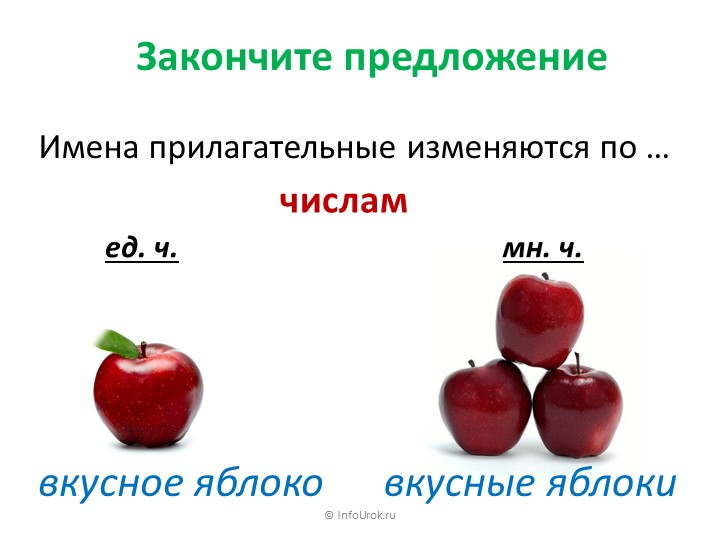 Закончите предложение
Имена прилагательные изменяются по …
числам
ед. ч. мн. ч.
вкусное яблоко вкусные яблоки
© InfoUrok.ru